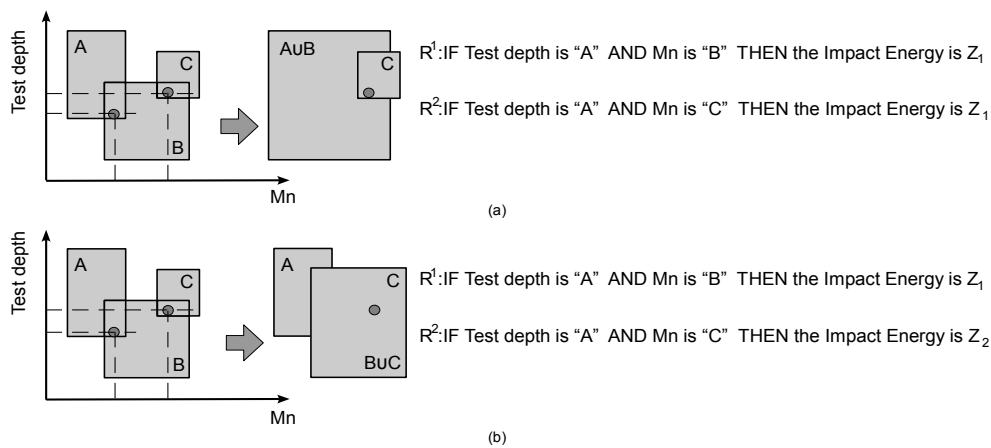 Test depth
A
C
B
Mn
AUB
C
R¹:IF Test depth is “A” AND Mn is “B” THEN the Impact Energy is Z₁
R²:IF Test depth is “A” AND Mn is “C” THEN the Impact Energy is Z₁
(a)
Test depth
A
C
B
Mn
A
C
BUC
R¹:IF Test depth is “A” AND Mn is “B” THEN the Impact Energy is Z₁
R²:IF Test depth is “A” AND Mn is “C” THEN the Impact Energy is Z₂
(b)